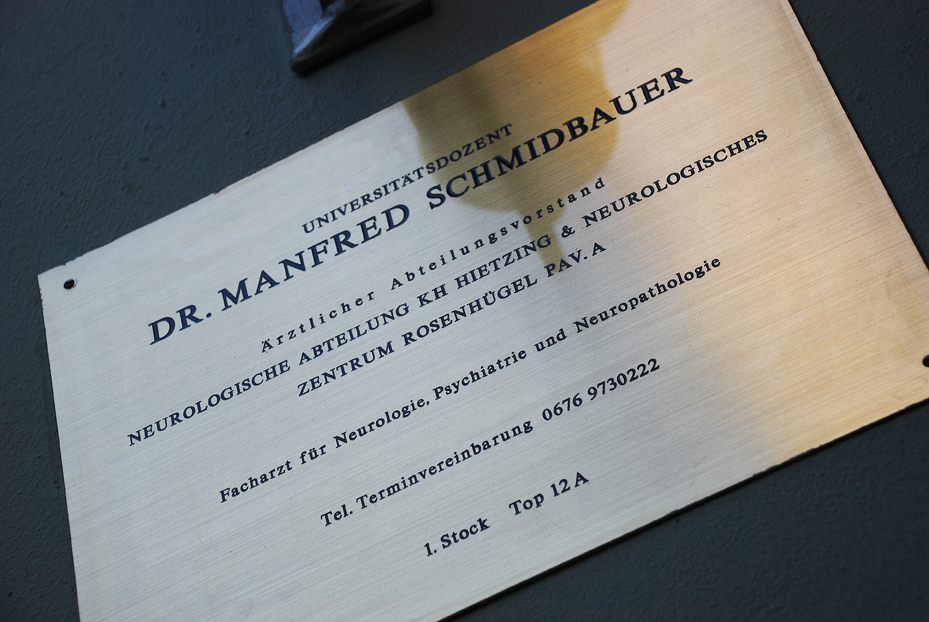 UNIVERSITÄTSDOZENT
DR. MANFRED SCHMIDBAUER
Ärztlicher Abteilungsvorstand
NEUROLOGISCHE ABTEILUNG KH HIETZING & NEUROLOGISCHES
ZENTRUM ROSENHÜGEL PAV. A
Facharzt für Neurologie, Psychiatrie und Neuropathologie
Tel. Terminvereinbarung 0676 9730222
1. Stock Top 12 A